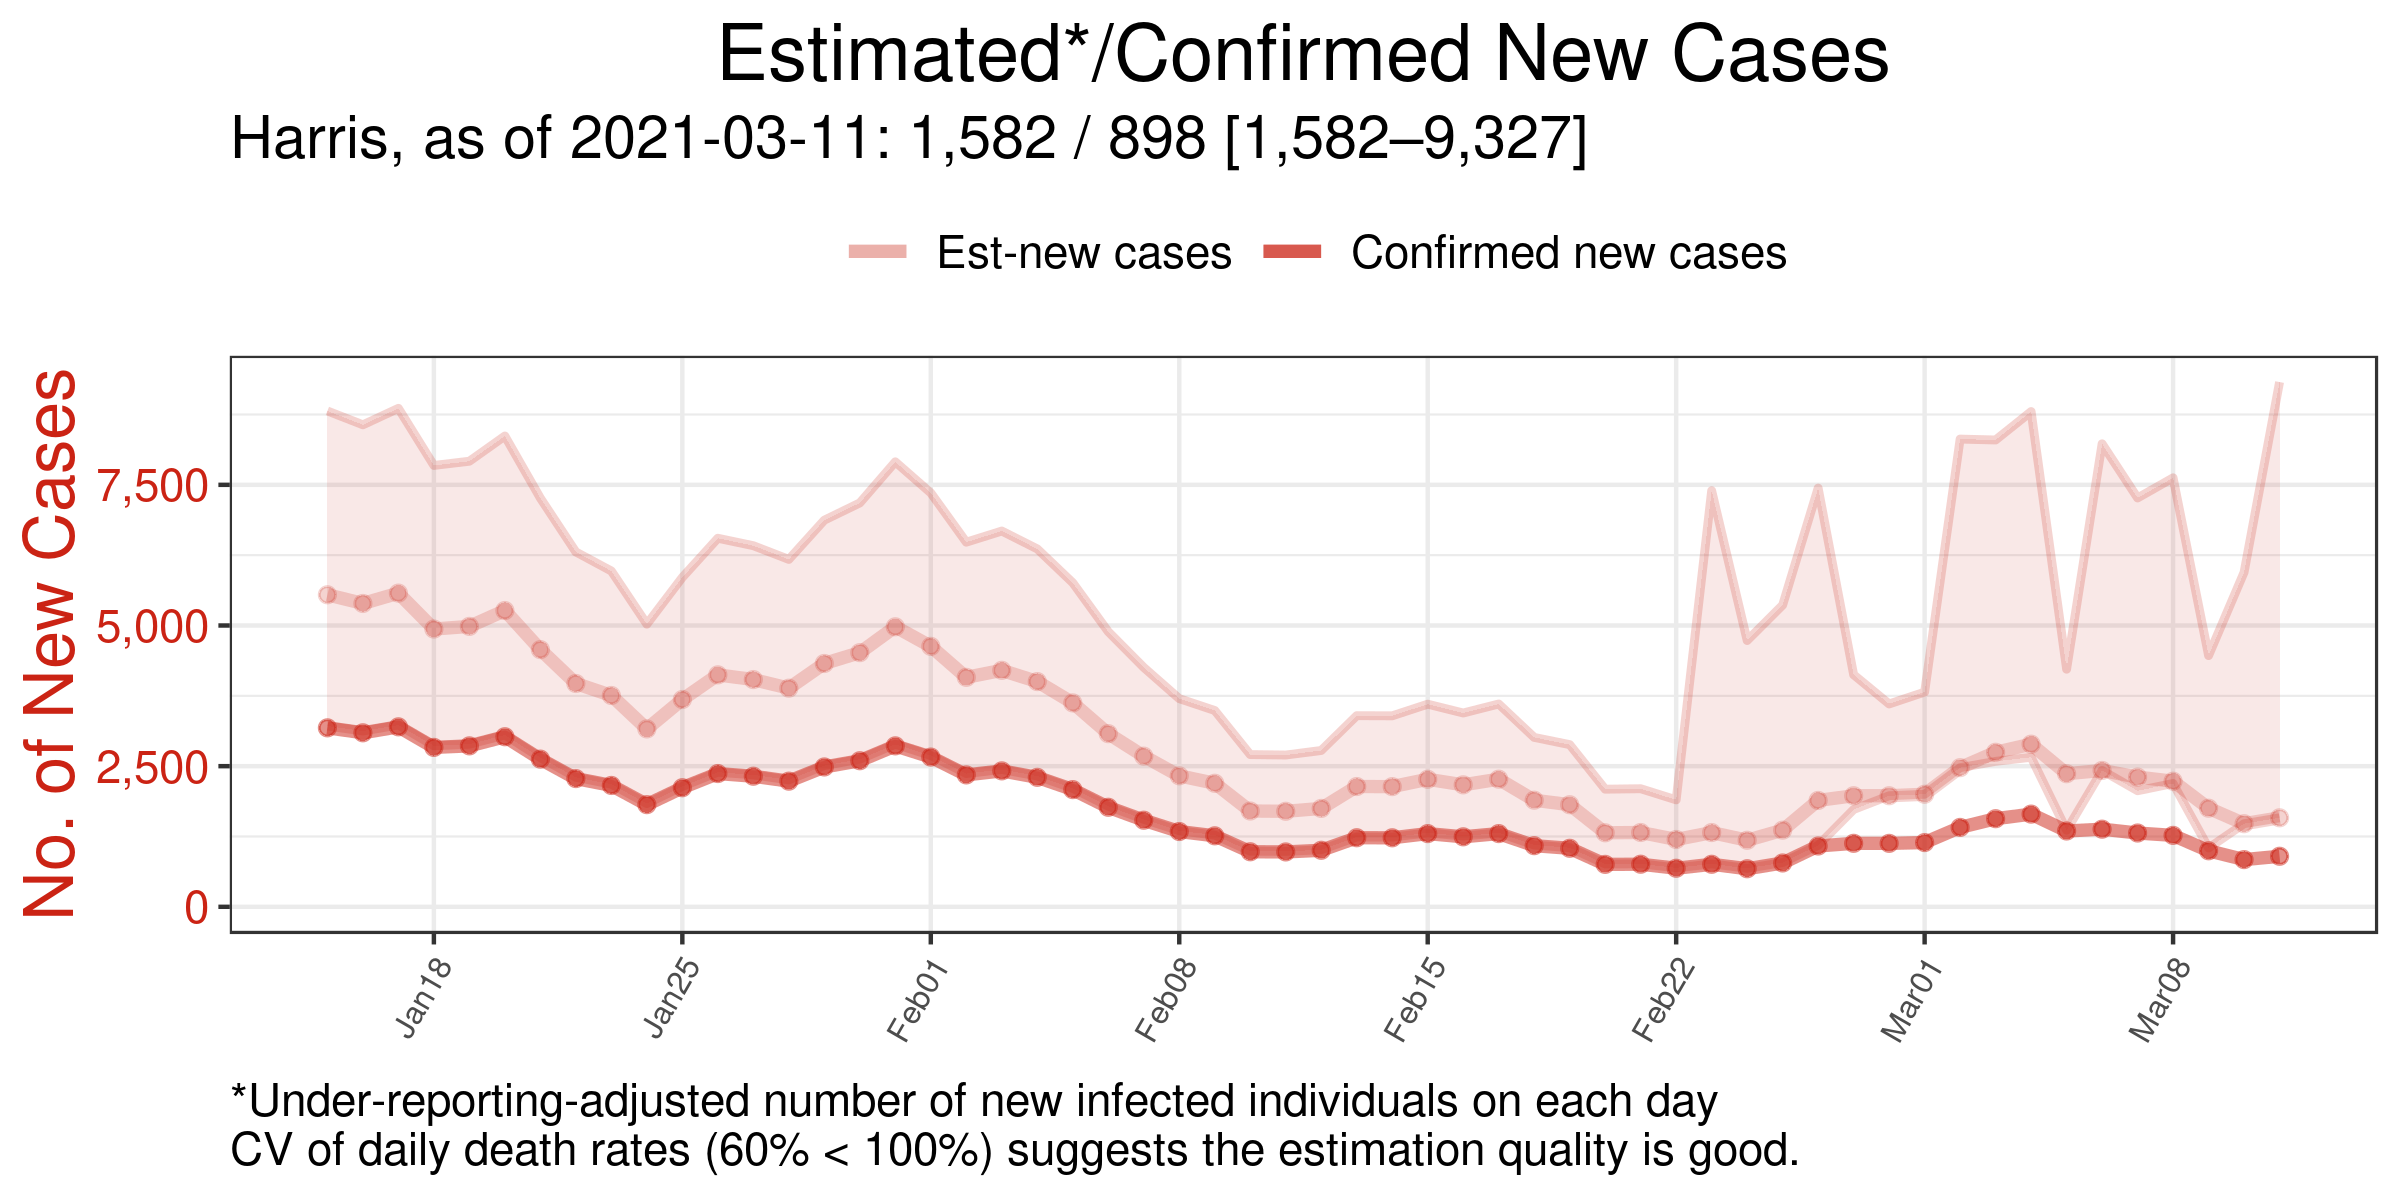 Estimated*/Confirmed New Cases
Harris, as of 2021-03-11: 1,582 / 898 [1,582–9,327]
Est-new cases Confirmed new cases
No. of New Cases
7,500
5,000
2,500
0
Jan18 Jan25 Feb01 Feb08 Feb15 Feb22 Mar01 Mar08
*Under-reporting-adjusted number of new infected individuals on each day
CV of daily death rates (60% < 100%) suggests the estimation quality is good.